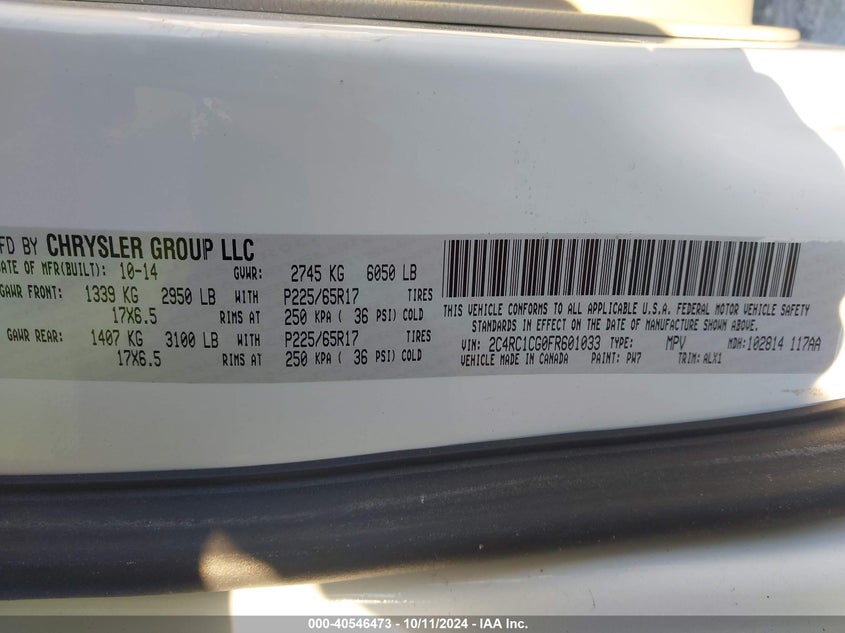 FD BY CHRYSLER GROUP LLC
ATE OF MFR(BUILT): 10-14 GVWR: 2745 KG 6050 LB
GAWR FRONT: 1339 KG 2950 LB WITH P225/65R17 TIRES
17X6.5 RIMS AT 250 KPA ( 36 PSI) COLD
GAWR REAR: 1407 KG 3100 LB WITH P225/65R17 TIRES
17X6.5 RIMS AT 250 KPA ( 36 PSI) COLD
THIS VEHICLE CONFORMS TO ALL APPLICABLE U.S.A. FEDERAL MOTOR VEHICLE SAFETY
STANDARDS IN EFFECT ON THE DATE OF MANUFACTURE SHOWN ABOVE.
VIN: 2C4RC1CG0FR601033 TYPE: MPV MDH:102814 117AA
VEHICLE MADE IN CANADA PAINT: PW7 TRIM: ALX1
000-40546473 - 10/11/2024 - IAA Inc.